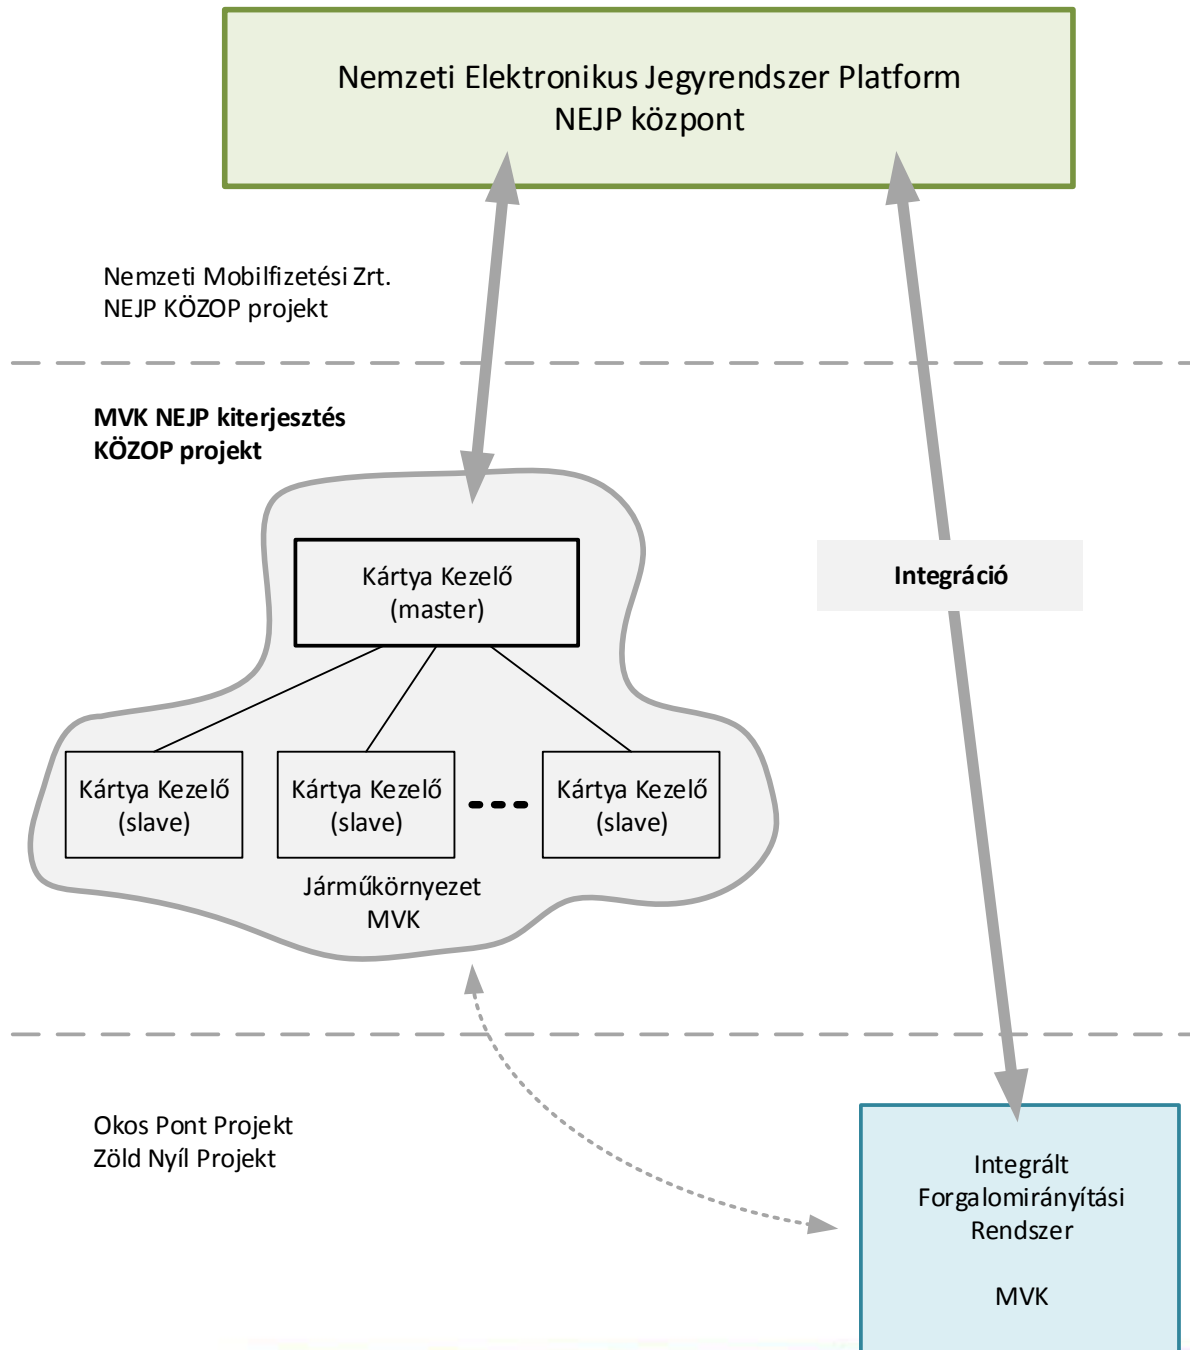 Nemzeti Elektronikus Jegyrendszer Platform
NEJP központ
Nemzeti Mobilfizetési Zrt.
NEJP KÖZOP projekt
MVK NEJP kiterjesztés
KÖZOP projekt
Kártya Kezelő
(master)
Integráció
Kártya Kezelő
(slave)
Kártya Kezelő
(slave)
Kártya Kezelő
(slave)
Járműkörnyezet
MVK
Okos Pont Projekt
Zöld Nyíl Projekt
Integrált
Forgalomirányítási
Rendszer
MVK